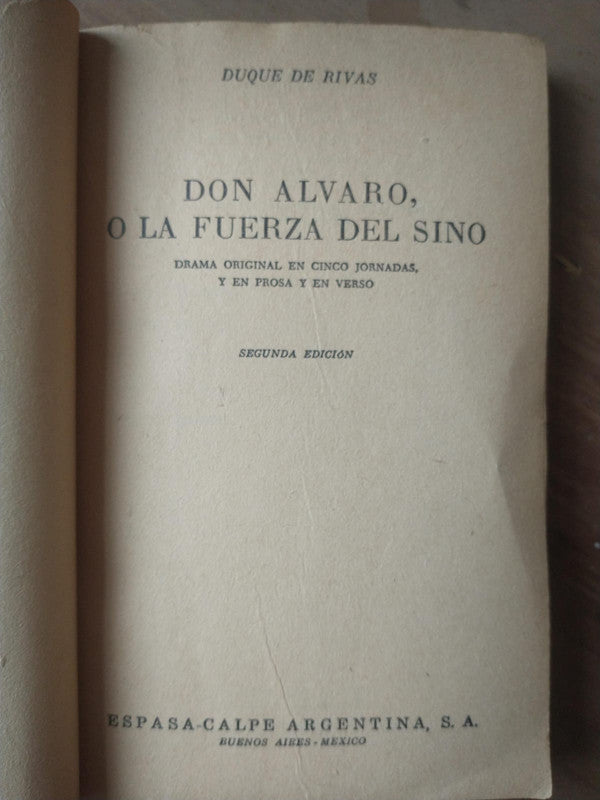 DUQUE DE RIVAS
DON ALVARO,
O LA FUERZA DEL SINO
DRAMA ORIGINAL EN CINCO JORNADAS,
Y EN PROSA Y EN VERSO
SEGUNDA EDICIÓN
ESPASA-CALPE ARGENTINA, S. A.
BUENOS AIRES - MEXICO